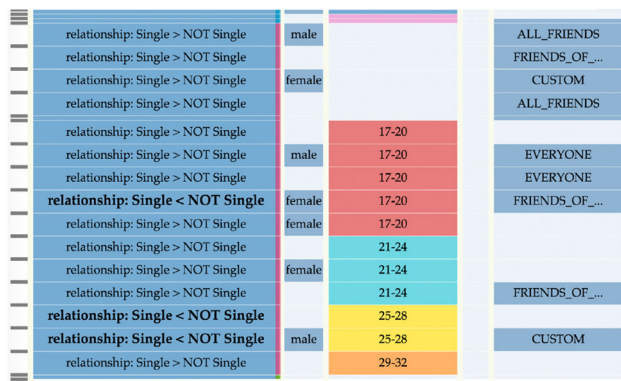 relationship: Single > NOT Single male ALL_FRIENDS
relationship: Single > NOT Single FRIENDS_OF_...
relationship: Single > NOT Single female CUSTOM
relationship: Single > NOT Single ALL_FRIENDS
relationship: Single > NOT Single 17-20
relationship: Single > NOT Single male 17-20 EVERYONE
relationship: Single > NOT Single 17-20 EVERYONE
relationship: Single < NOT Single female 17-20 FRIENDS_OF_...
relationship: Single > NOT Single female 17-20
relationship: Single > NOT Single 21-24
relationship: Single > NOT Single female 21-24
relationship: Single > NOT Single 21-24 FRIENDS_OF_...
relationship: Single < NOT Single 25-28
relationship: Single < NOT Single male 25-28 CUSTOM
relationship: Single > NOT Single 29-32